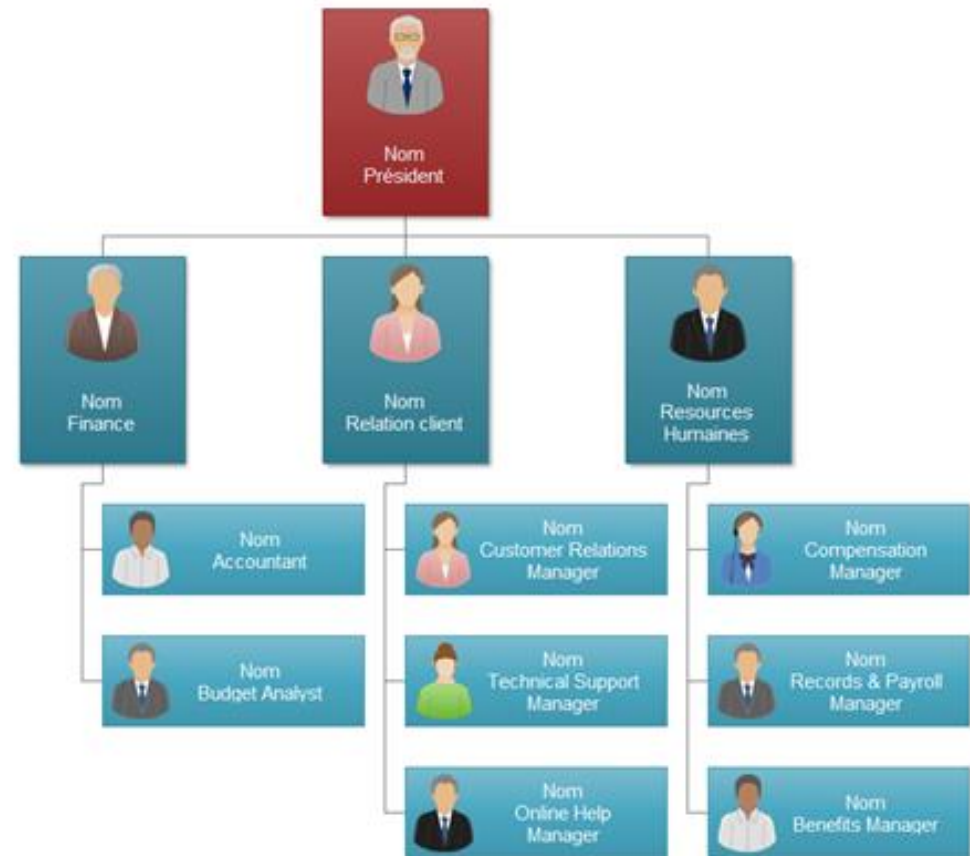 Nom
Président
Nom
Finance
Nom
Relation client
Nom
Resources
Humaines
Nom
Accountant
Nom
Budget Analyst
Nom
Customer Relations
Manager
Nom
Technical Support
Manager
Nom
Online Help
Manager
Nom
Compensation
Manager
Nom
Records & Payroll
Manager
Nom
Benefits Manager